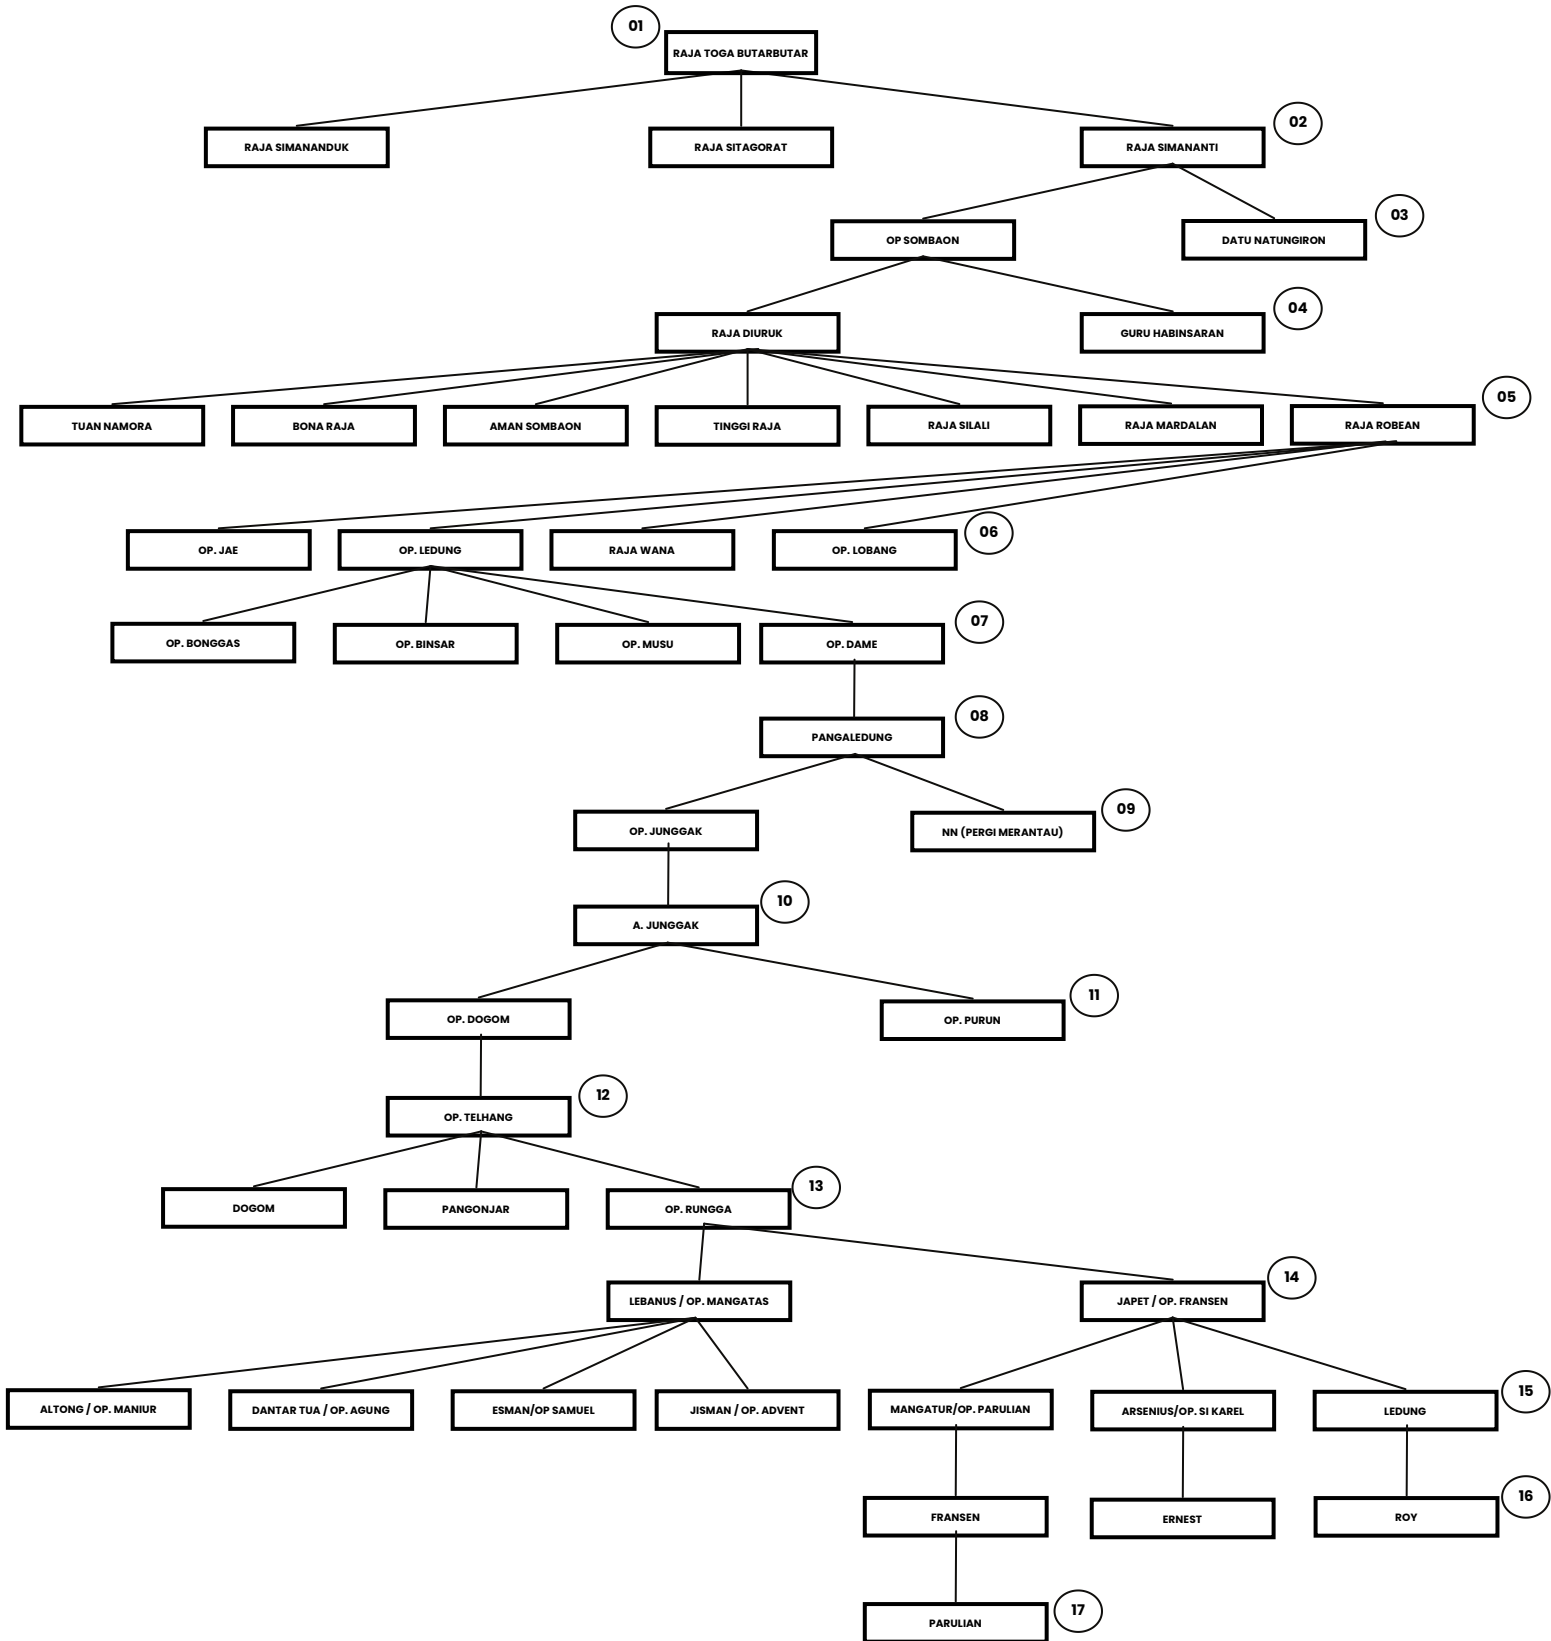 01
RAJA TOGA BUTARBUTAR
02
RAJA SIMANANDUK
RAJA SITAGORAT
RAJA SIMANANTI
03
OP SOMBAON
DATU NATUNGIRON
04
RAJA DIURUK
GURU HABINSARAN
05
TUAN NAMORA
BONA RAJA
AMAN SOMBAON
TINGGI RAJA
RAJA SILALI
RAJA MARDALAN
RAJA ROBEAN
06
OP. JAE
OP. LEDUNG
RAJA WANA
OP. LOBANG
07
OP. BONGGAS
OP. BINSAR
OP. MUSU
OP. DAME
08
PANGALEDUNG
09
OP. JUNGGAK
NN (PERGI MERANTAU)
10
A. JUNGGAK
11
OP. DOGOM
OP. PURUN
12
OP. TELHANG
13
DOGOM
PANGONJAR
OP. RUNGGA
14
LEBANUS / OP. MANGATAS
JAPET / OP. FRANSEN
15
ALTONG / OP. MANIUR
DANTAR TUA / OP. AGUNG
ESMAN/OP SAMUEL
JISMAN / OP. ADVENT
MANGATUR/OP. PARULIAN
ARSENIUS/OP. SI KAREL
LEDUNG
16
FRANSEN
ERNEST
ROY
17
PARULIAN